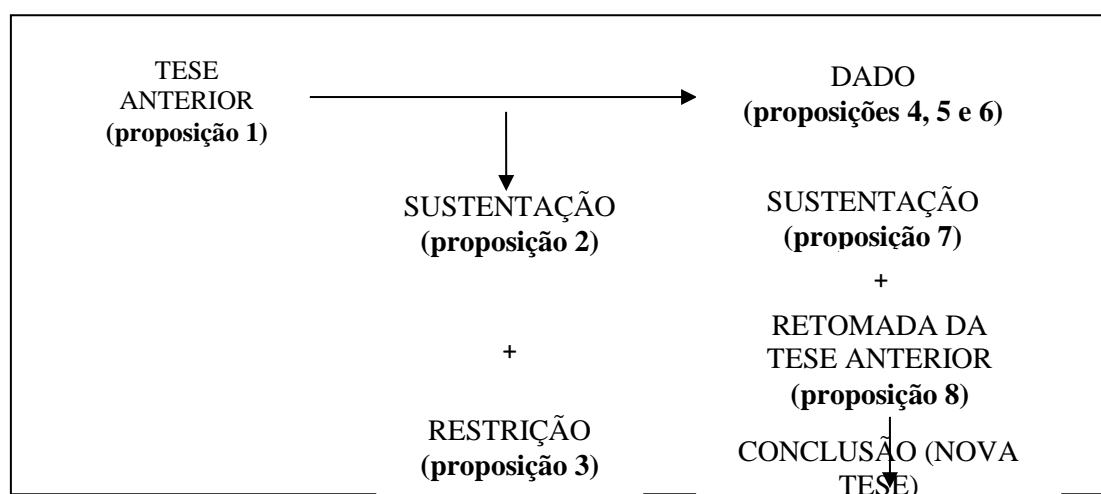 TESE
ANTERIOR
(proposição 1)
DADO
(proposições 4, 5 e 6)
SUSTENTAÇÃO
(proposição 2)
SUSTENTAÇÃO
(proposição 7)
+
RETOMADA DA
TESE ANTERIOR
(proposição 8)
+
RESTRIÇÃO
(proposição 3)
CONCLUSÃO (NOVA
TESE)